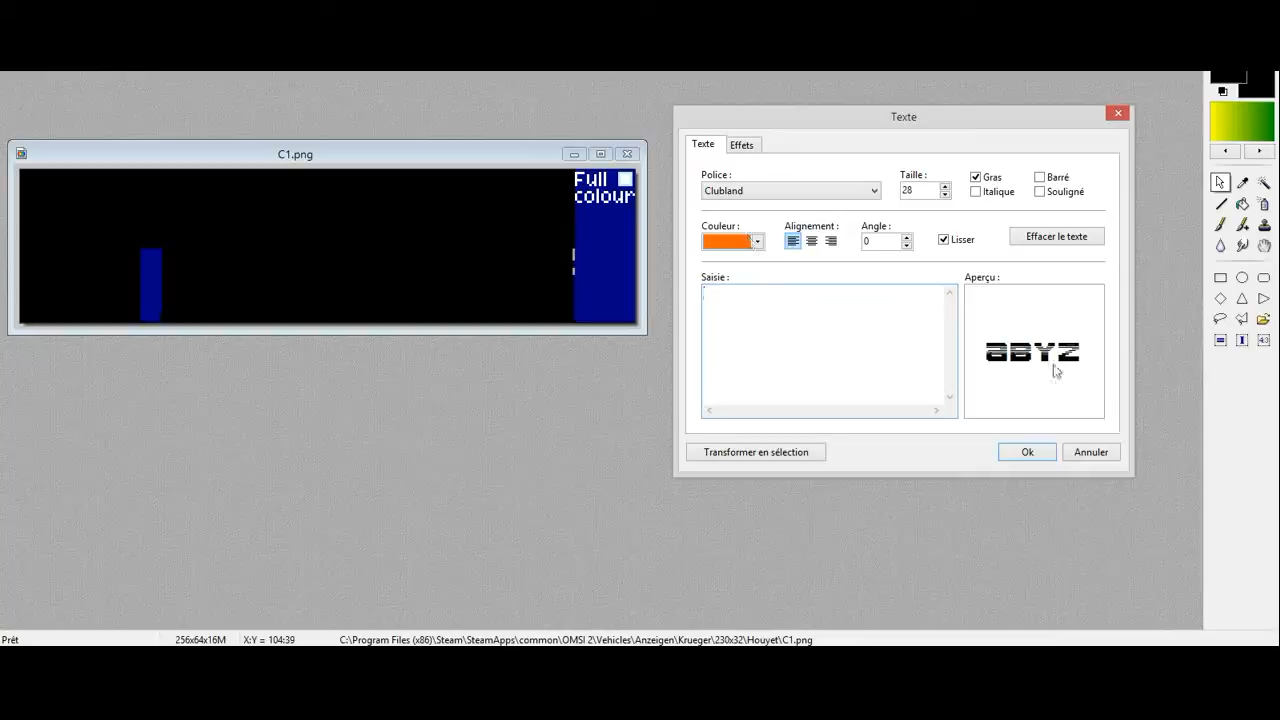 C1.png
Full
colour
Texte
Texte
Effets
Police :
Clubland
Taille :
28
Gras
Barré
Italique
Souligné
Couleur :
Alignement :
Angle :
0
Lisser
Effacer le texte
Saisie :
Aperçu :
aBYZ
Transformer en sélection
Ok
Annuler
Prêt
256x64x16M
X:Y = 104:39
C:\Program Files (x86)\Steam\SteamApps\common\OMSI 2\Vehicles\Anzeigen\Krueger\230x32\Houyet\C1.png
4:3